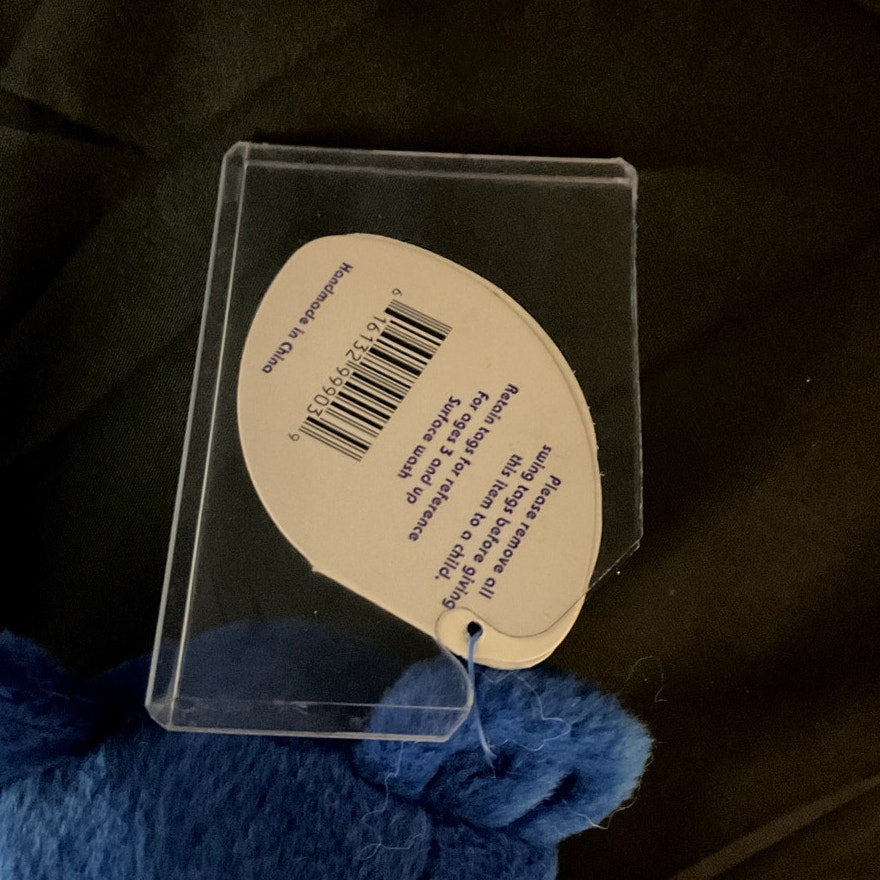 Please remove all
swing tags before giving
this item to a child.
Retain tags for reference
For ages 3 and up
Surface wash
6 16132 99903 9
Handmade in China